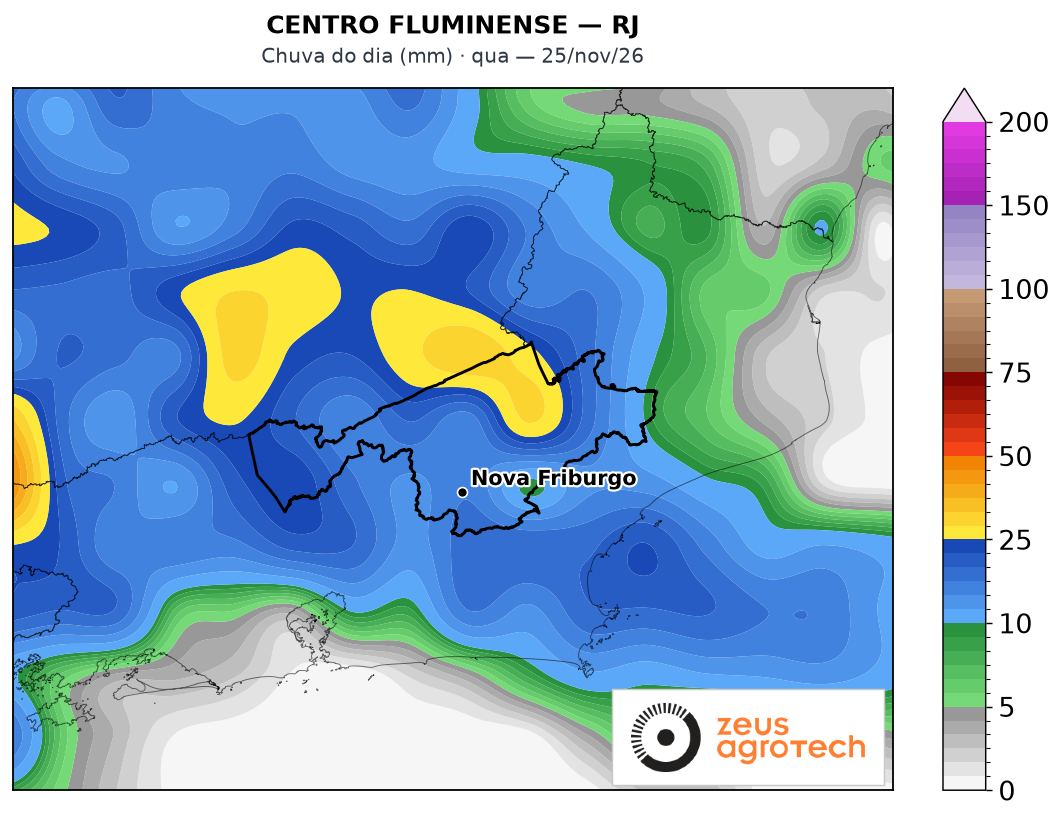 CENTRO FLUMINENSE — RJ
Chuva do dia (mm) · qua — 25/nov/26
200
150
100
75
50
25
10
5
0
Nova Friburgo
zeus
agrotech